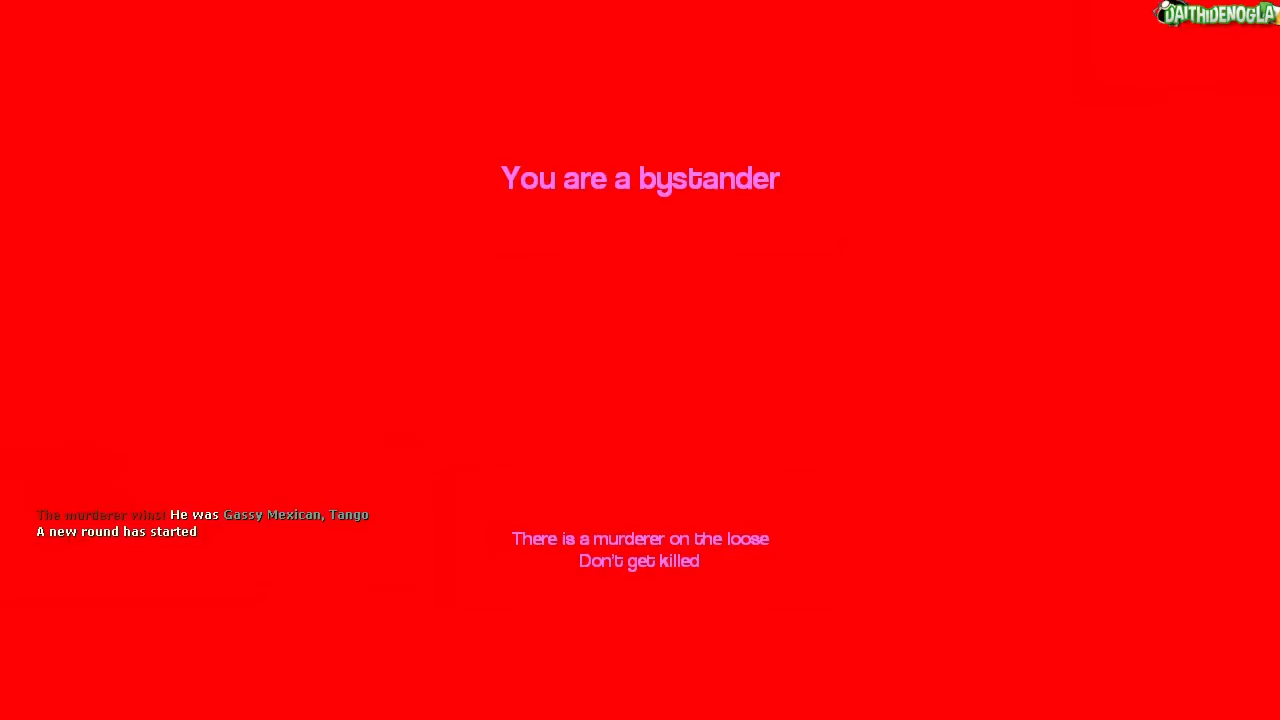 DAITHIDENOGLA
You are a bystander
The murderer wins! He was Gassy Mexican, Tango
A new round has started
There is a murderer on the loose
Don't get killed